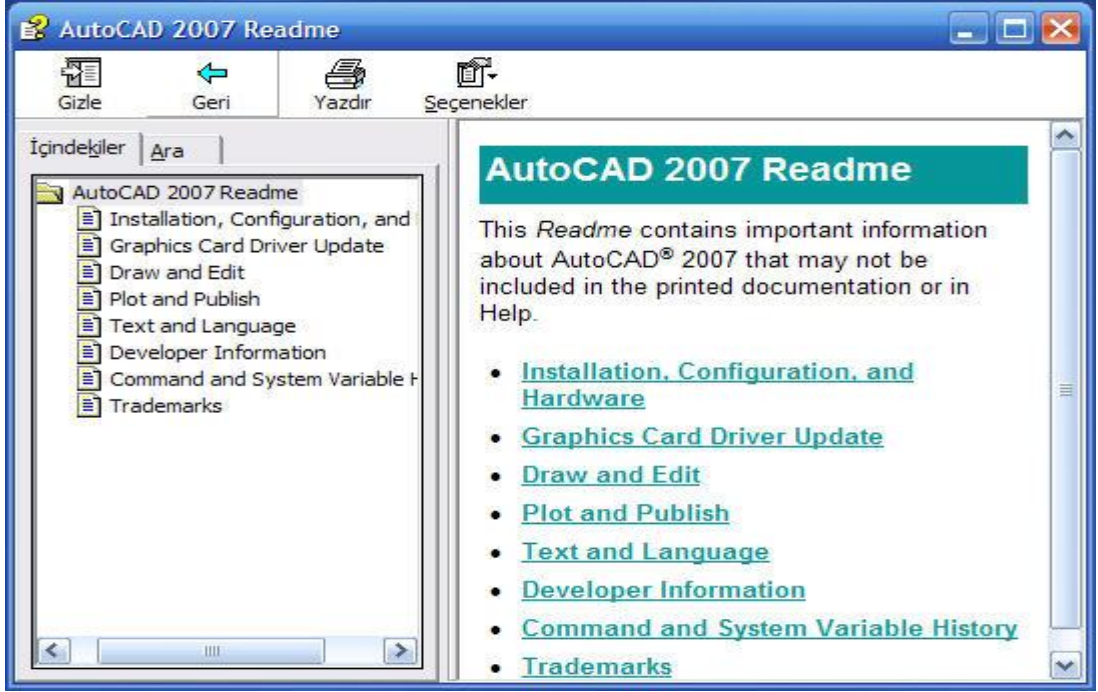 AutoCAD 2007 Readme
Gizle
Geri
Yazdır
Seçenekler
İçindekiler
Ara
AutoCAD 2007 Readme
Installation, Configuration, and
Graphics Card Driver Update
Draw and Edit
Plot and Publish
Text and Language
Developer Information
Command and System Variable
Trademarks
AutoCAD 2007 Readme
This Readme contains important information
about AutoCAD® 2007 that may not be
included in the printed documentation or in
Help.
Installation, Configuration, and
Hardware
Graphics Card Driver Update
Draw and Edit
Plot and Publish
Text and Language
Developer Information
Command and System Variable History
Trademarks